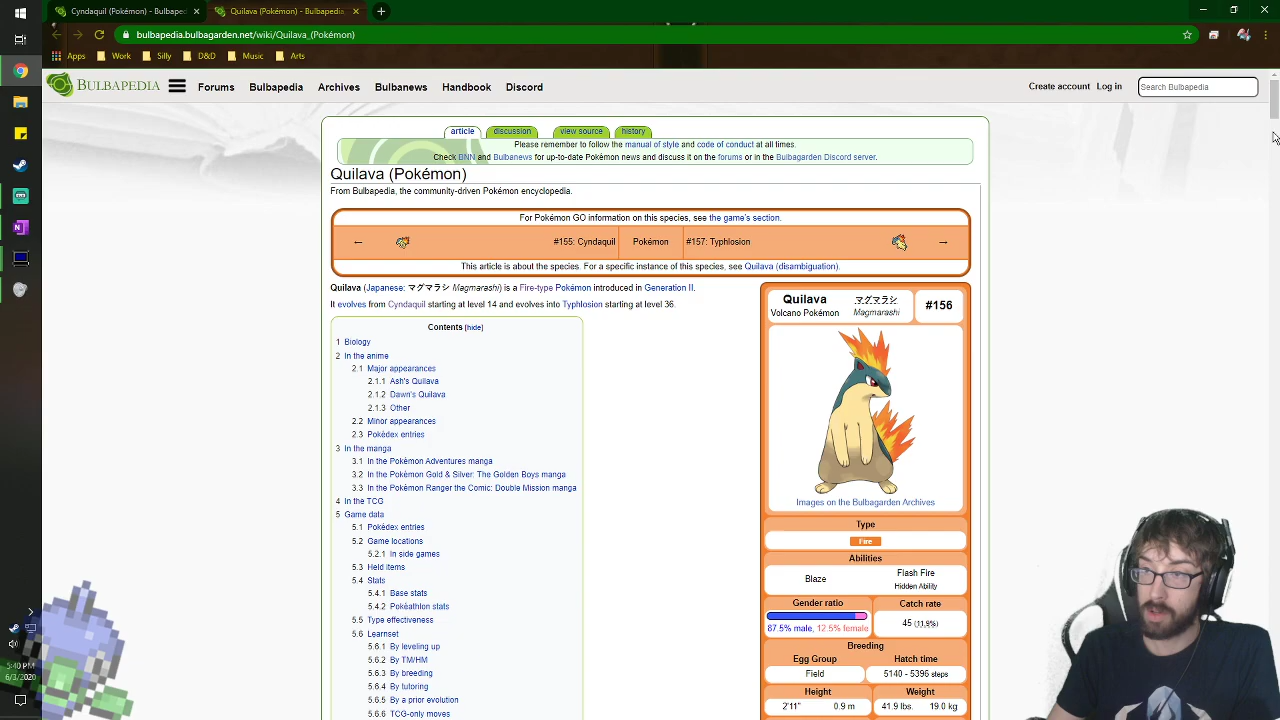 Cyndaquil (Pokémon) - Bulbaped
Quilava (Pokémon) - Bulbapedia
bulbapedia.bulbagarden.net/wiki/Quilava_(Pokémon)
Apps Work Silly D&D Music Arts
BULBAPEDIA Forums Bulbapedia Archives Bulbanews Handbook Discord Create account Log in Search Bulbapedia
article discussion view source history
Please remember to follow the manual of style and code of conduct at all times.
Check BNN and Bulbanews for up-to-date Pokémon news and discuss it on the forums or in the Bulbagarden Discord server.
Quilava (Pokémon)
From Bulbapedia, the community-driven Pokémon encyclopedia.
For Pokémon GO information on this species, see the game's section.
← #155: Cyndaquil Pokémon #157: Typhlosion →
This article is about the species. For a specific instance of this species, see Quilava (disambiguation).
Quilava (Japanese: マグマラシ Magmarashi) is a Fire-type Pokémon introduced in Generation II.
It evolves from Cyndaquil starting at level 14 and evolves into Typhlosion starting at level 36.
Contents [hide]
1 Biology
2 In the anime
2.1 Major appearances
2.1.1 Ash's Quilava
2.1.2 Dawn's Quilava
2.1.3 Other
2.2 Minor appearances
2.3 Pokédex entries
3 In the manga
3.1 In the Pokémon Adventures manga
3.2 In the Pokémon Gold & Silver: The Golden Boys manga
3.3 In the Pokémon Ranger the Comic: Double Mission manga
4 In the TCG
5 Game data
5.1 Pokédex entries
5.2 Game locations
5.2.1 In side games
5.3 Held items
5.4 Stats
5.4.1 Base stats
5.4.2 Pokéathlon stats
5.5 Type effectiveness
5.6 Learnset
5.6.1 By leveling up
5.6.2 By TM/HM
5.6.3 By breeding
5.6.4 By tutoring
5.6.5 By a prior evolution
5.6.6 TCG-only moves
Quilava マグマラシ #156
Volcano Pokémon Magmarashi
Images on the Bulbagarden Archives
Type
Fire
Abilities
Blaze Flash Fire
Hidden Ability
Gender ratio Catch rate
87.5% male, 12.5% female 45 (11.9%)
Breeding
Egg Group Hatch time
Field 5140 - 5396 steps
Height Weight
2'11" 0.9 m 41.9 lbs. 19.0 kg
5:40 PM
6/3/2020